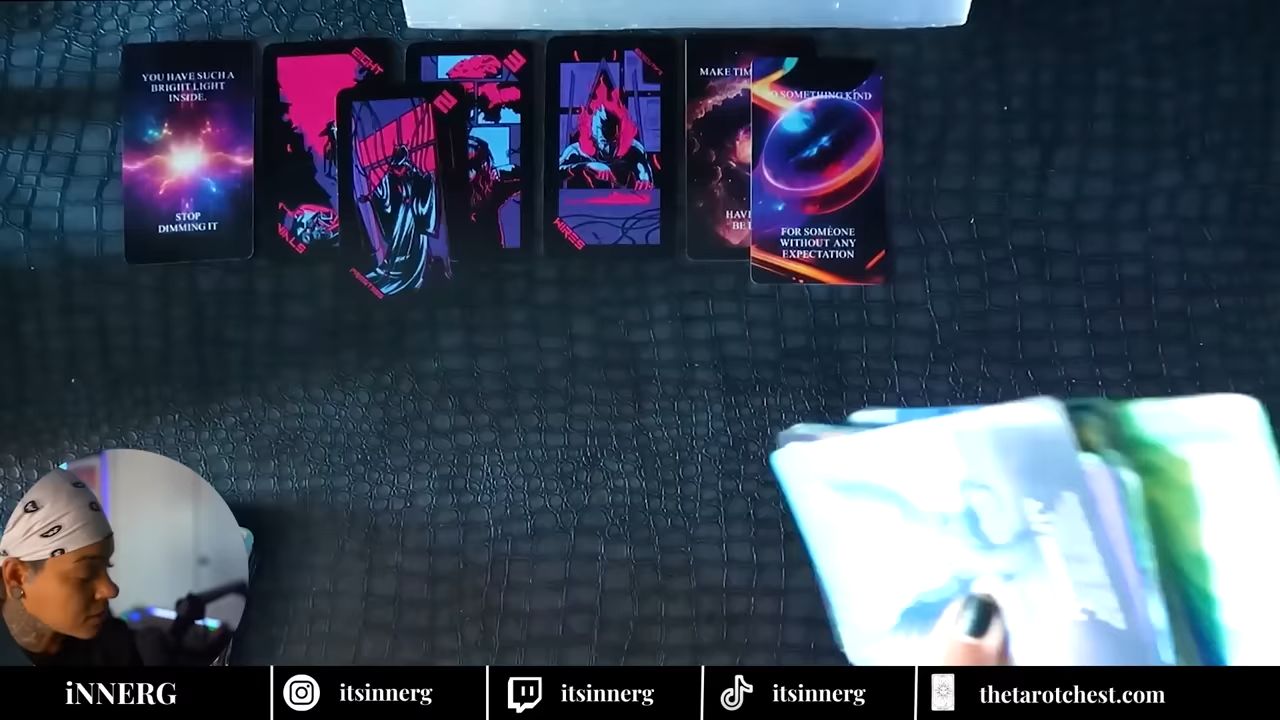 YOU HAVE SUCH A
BRIGHT LIGHT
INSIDE.
STOP
DIMMING IT
EIGHT
WIRES
MAKE
SOMETHING KIND
FOR SOMEONE
WITHOUT ANY
EXPECTATION
iNNERG
itsinnerg
itsinnerg
itsinnerg
thetarotchest.com